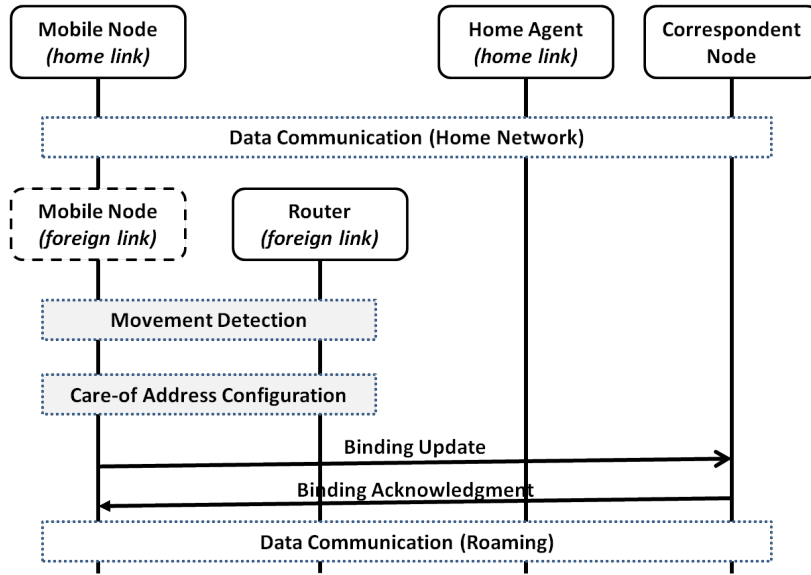 Mobile Node
(home link)
Home Agent
(home link)
Correspondent
Node
Data Communication (Home Network)
Mobile Node
(foreign link)
Router
(foreign link)
Movement Detection
Care-of Address Configuration
Binding Update
Binding Acknowledgment
Data Communication (Roaming)